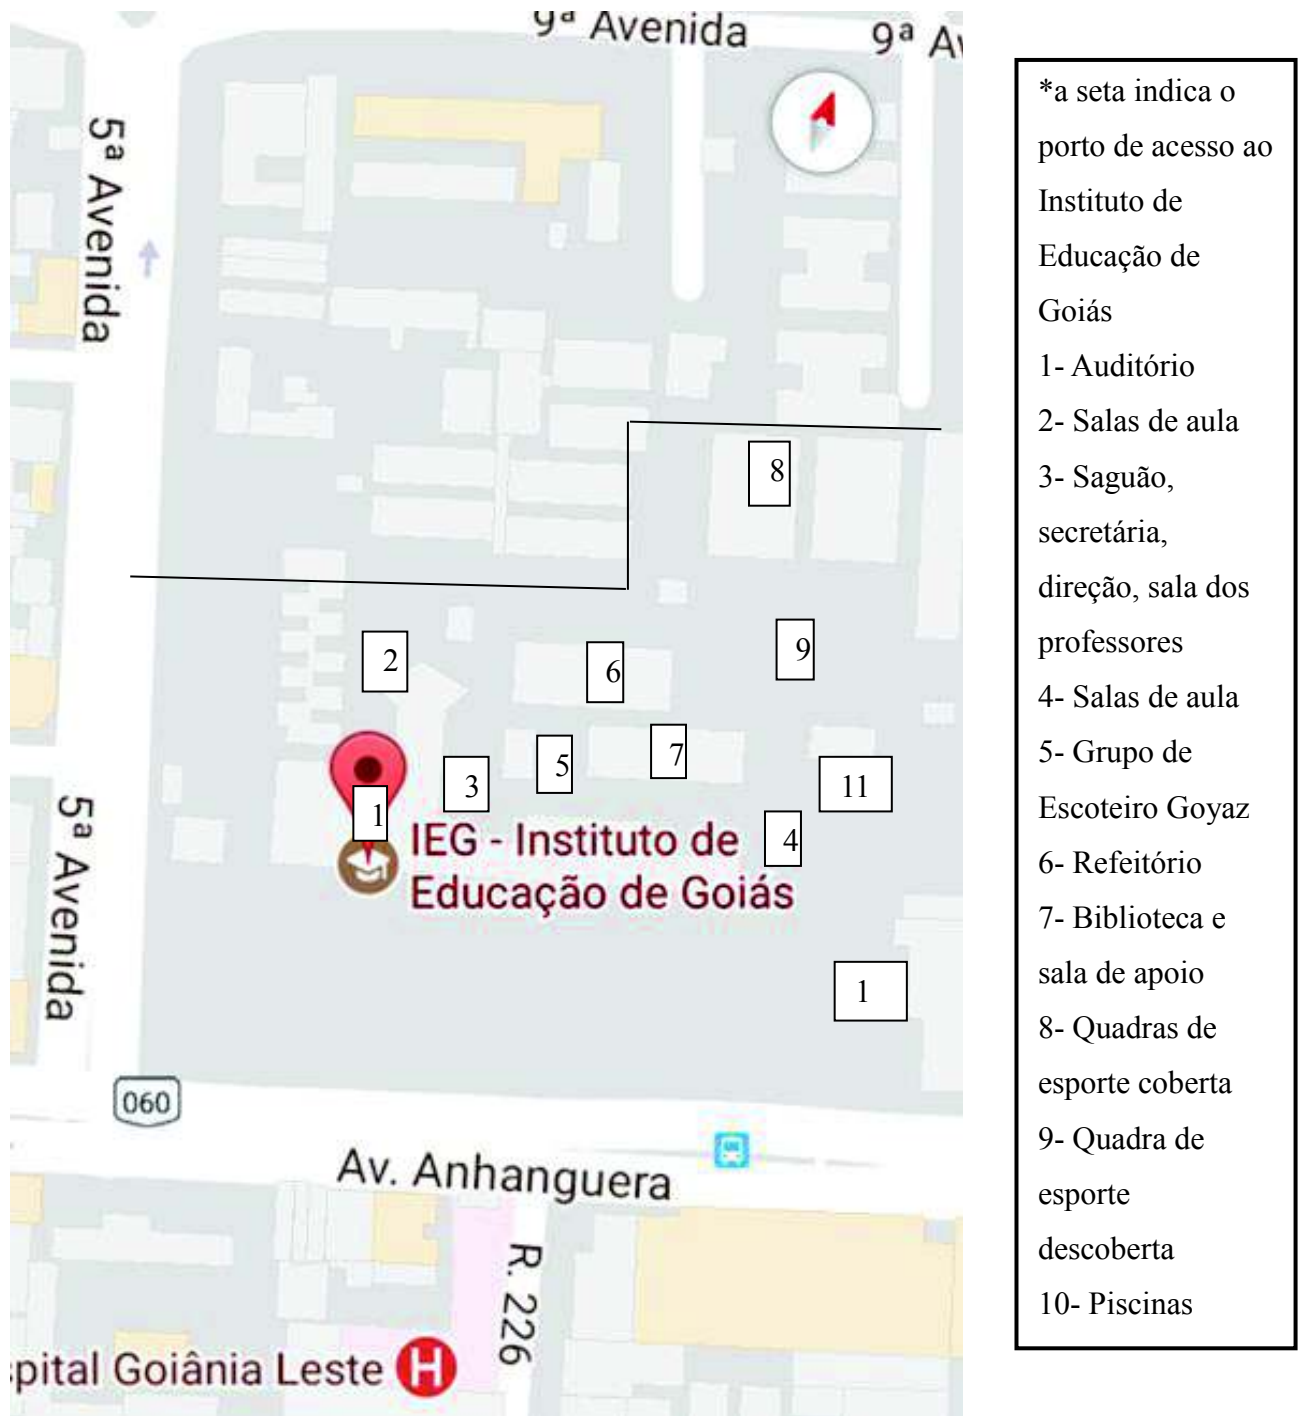 9ª Avenida
9ª Av
5ª Avenida
8
2
6
9
3
5
7
11
1
4
IEG - Instituto de
Educação de Goiás
5ª Avenida
1
060
Av. Anhanguera
R. 226
spital Goiânia Leste
H
*a seta indica o
porto de acesso ao
Instituto de
Educação de
Goiás
1- Auditório
2- Salas de aula
3- Saguão,
secretária,
direção, sala dos
professores
4- Salas de aula
5- Grupo de
Escoteiro Goyaz
6- Refeitório
7- Biblioteca e
sala de apoio
8- Quadras de
esporte coberta
9- Quadra de
esporte
descoberta
10- Piscinas